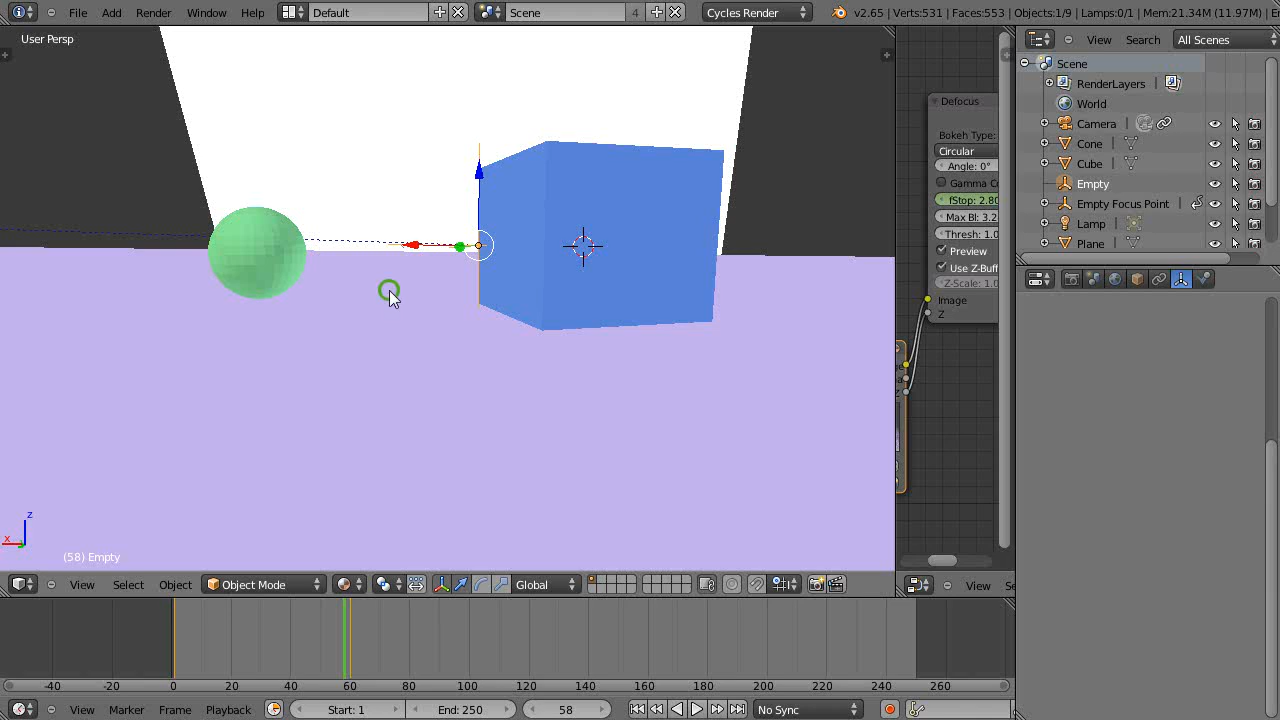 File Add Render Window Help Default Scene 4 Cycles Render v2.65 | Verts:531 | Faces:553 | Objects:1/9 | Lamps:0/1 | Mem:21.34M (11.97M)
User Persp
View Search All Scenes
Scene
RenderLayers
World
Camera
Cone
Cube
Empty
Empty Focus Point
Lamp
Plane
Defocus
Bokeh Type:
Circular
Angle: 0°
Gamma C
fStop: 2.80
Max Bl: 3.2
Thresh: 1.0
Preview
Use Z-Buff
Z-Scale: 1.0
Image
Z
z
x
(58) Empty
View Select Object Object Mode Global View Se
-40 -20 0 20 40 60 80 100 120 140 160 180 200 220 240 260
View Marker Frame Playback Start: 1 End: 250 58 No Sync